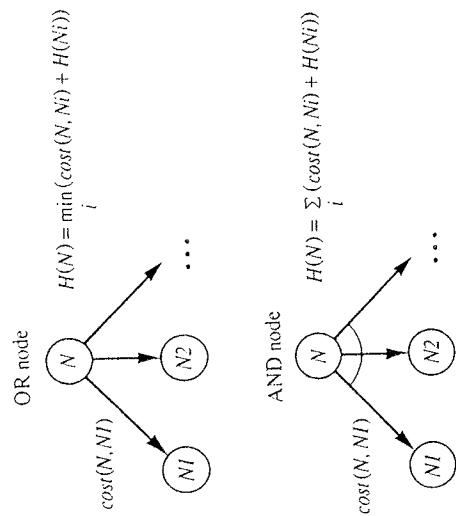 OR node
N
cost(N, N1)
H(N) = min (cost(N, Ni) + H(Ni))
i
N1
N2
...
AND node
N
cost(N, N1)
H(N) = Σ (cost(N, Ni) + H(Ni))
i
N1
N2
...